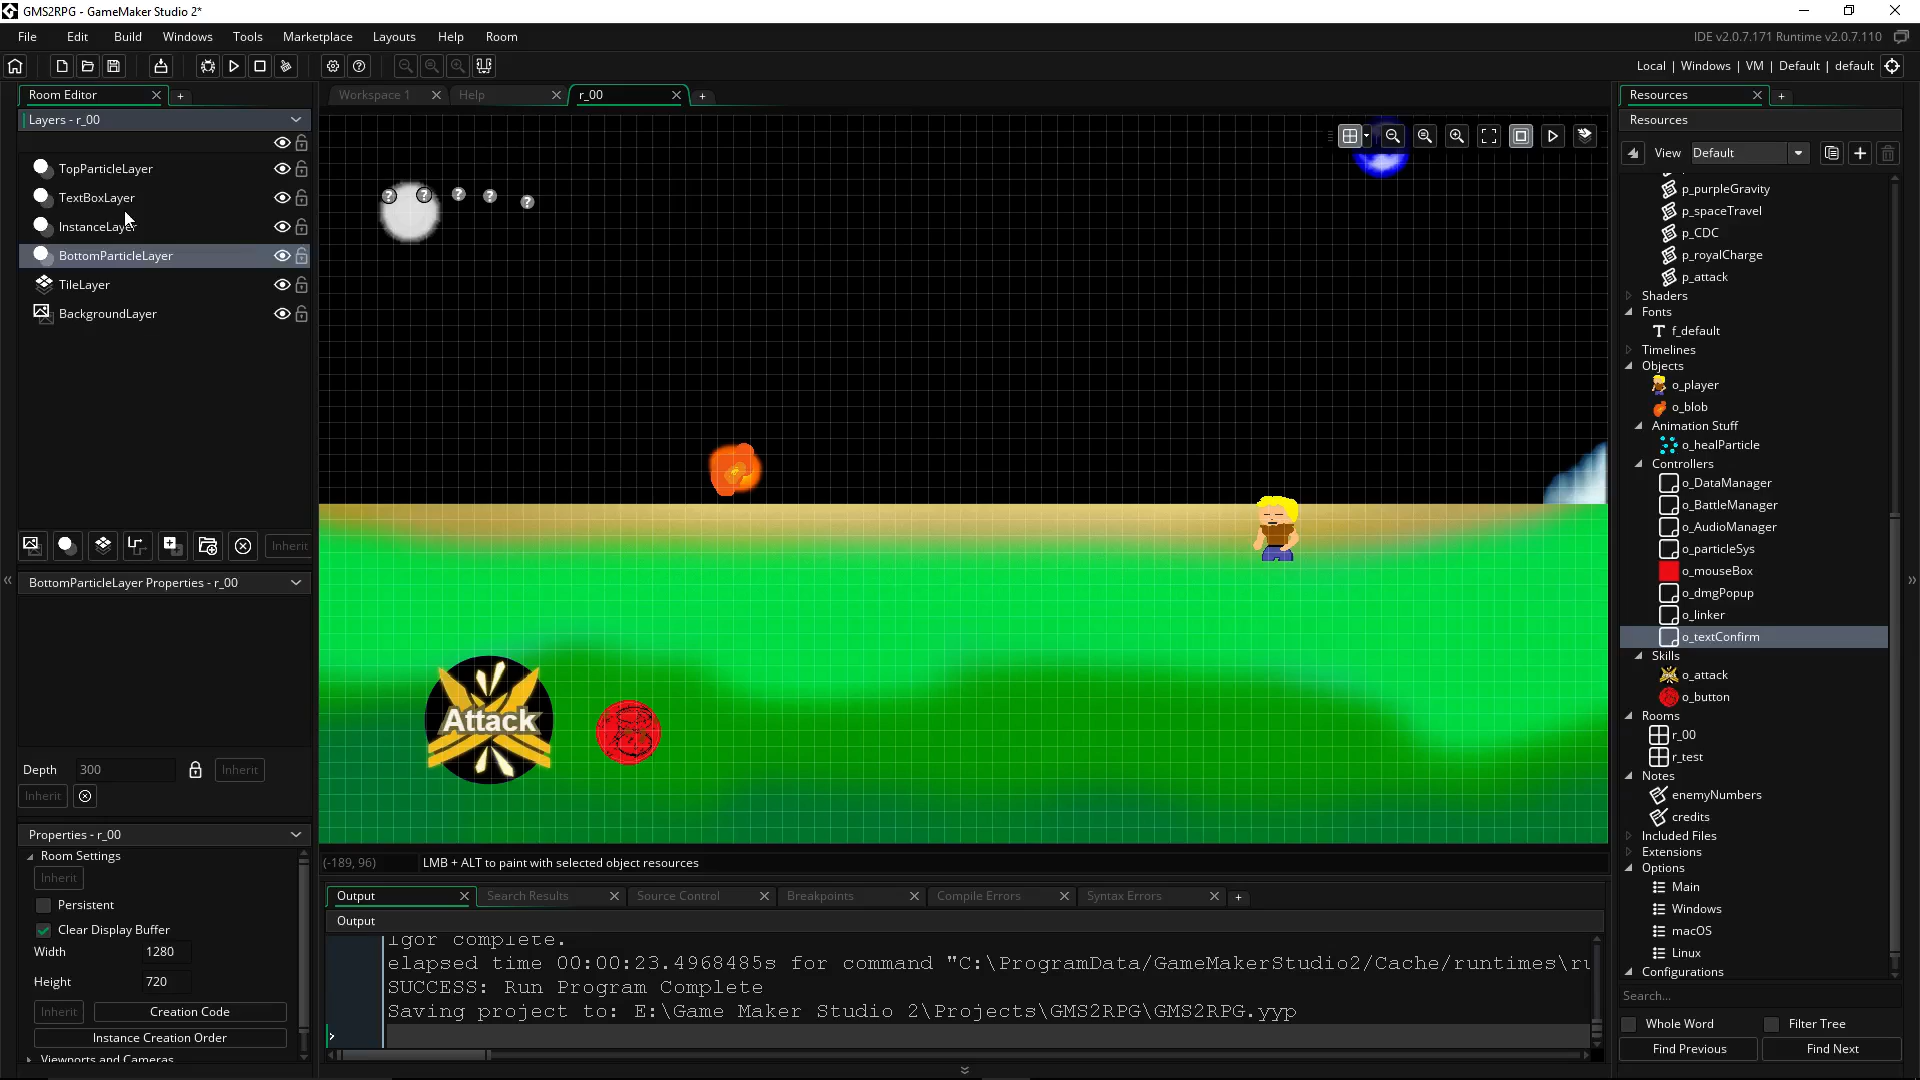 GMS2RPG - GameMaker Studio 2*
File Edit Build Windows Tools Marketplace Layouts Help Room
IDE v2.0.7.171 Runtime v2.0.7.110
Local | Windows | VM | Default | default
Room Editor
Workspace 1 Help r_00
Resources
Layers - r_00
Resources
View Default
TopParticleLayer
TextBoxLayer
InstanceLayer
BottomParticleLayer
TileLayer
BackgroundLayer
Inherit
BottomParticleLayer Properties - r_00
Depth 300 Inherit
Inherit
Properties - r_00
Room Settings
Inherit
Persistent
Clear Display Buffer
Width 1280
Height 720
Inherit Creation Code
Instance Creation Order
Viewports and Cameras
? ? ? ? ?
Attack
(-189, 96) LMB + ALT to paint with selected object resources
Output Search Results Source Control Breakpoints Compile Errors Syntax Errors
Output
Igor complete.
elapsed time 00:00:23.4968485s for command "C:\ProgramData/GameMakerStudio2/Cache/runtimes\ru
SUCCESS: Run Program Complete
Saving project to: E:\Game Maker Studio 2\Projects\GMS2RPG\GMS2RPG.yyp
p_purpleGravity
p_spaceTravel
p_CDC
p_royalCharge
p_attack
Shaders
Fonts
f_default
Timelines
Objects
o_player
o_blob
Animation Stuff
o_healParticle
Controllers
o_DataManager
o_BattleManager
o_AudioManager
o_particleSys
o_mouseBox
o_dmgPopup
o_linker
o_textConfirm
Skills
o_attack
o_button
Rooms
r_00
r_test
Notes
enemyNumbers
credits
Included Files
Extensions
Options
Main
Windows
macOS
Linux
Configurations
Search...
Whole Word Filter Tree
Find Previous Find Next